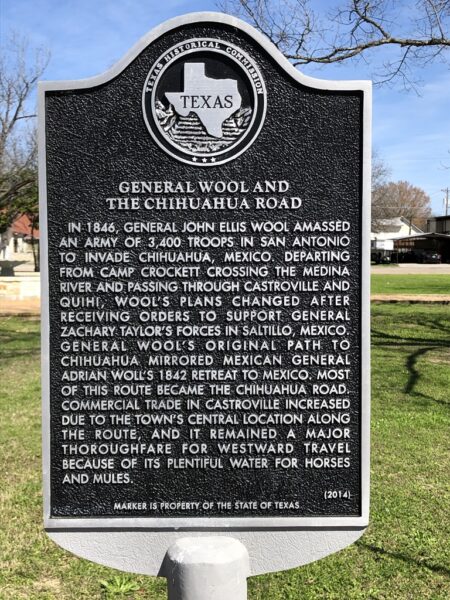 TEXAS HISTORICAL COMMISSION
TEXAS
GENERAL WOOL AND
THE CHIHUAHUA ROAD
IN 1846, GENERAL JOHN ELLIS WOOL AMASSED
AN ARMY OF 3,400 TROOPS IN SAN ANTONIO
TO INVADE CHIHUAHUA, MEXICO. DEPARTING
FROM CAMP CROCKETT CROSSING THE MEDINA
RIVER AND PASSING THROUGH CASTROVILLE AND
QUIHI, WOOL'S PLANS CHANGED AFTER
RECEIVING ORDERS TO SUPPORT GENERAL
ZACHARY TAYLOR'S FORCES IN SALTILLO, MEXICO.
GENERAL WOOL'S ORIGINAL PATH TO
CHIHUAHUA MIRRORED MEXICAN GENERAL
ADRIAN WOLL'S 1842 RETREAT TO MEXICO. MOST
OF THIS ROUTE BECAME THE CHIHUAHUA ROAD.
COMMERCIAL TRADE IN CASTROVILLE INCREASED
DUE TO THE TOWN'S CENTRAL LOCATION ALONG
THE ROUTE, AND IT REMAINED A MAJOR
THOROUGHFARE FOR WESTWARD TRAVEL
BECAUSE OF ITS PLENTIFUL WATER FOR HORSES
AND MULES.
(2014)
MARKER IS PROPERTY OF THE STATE OF TEXAS